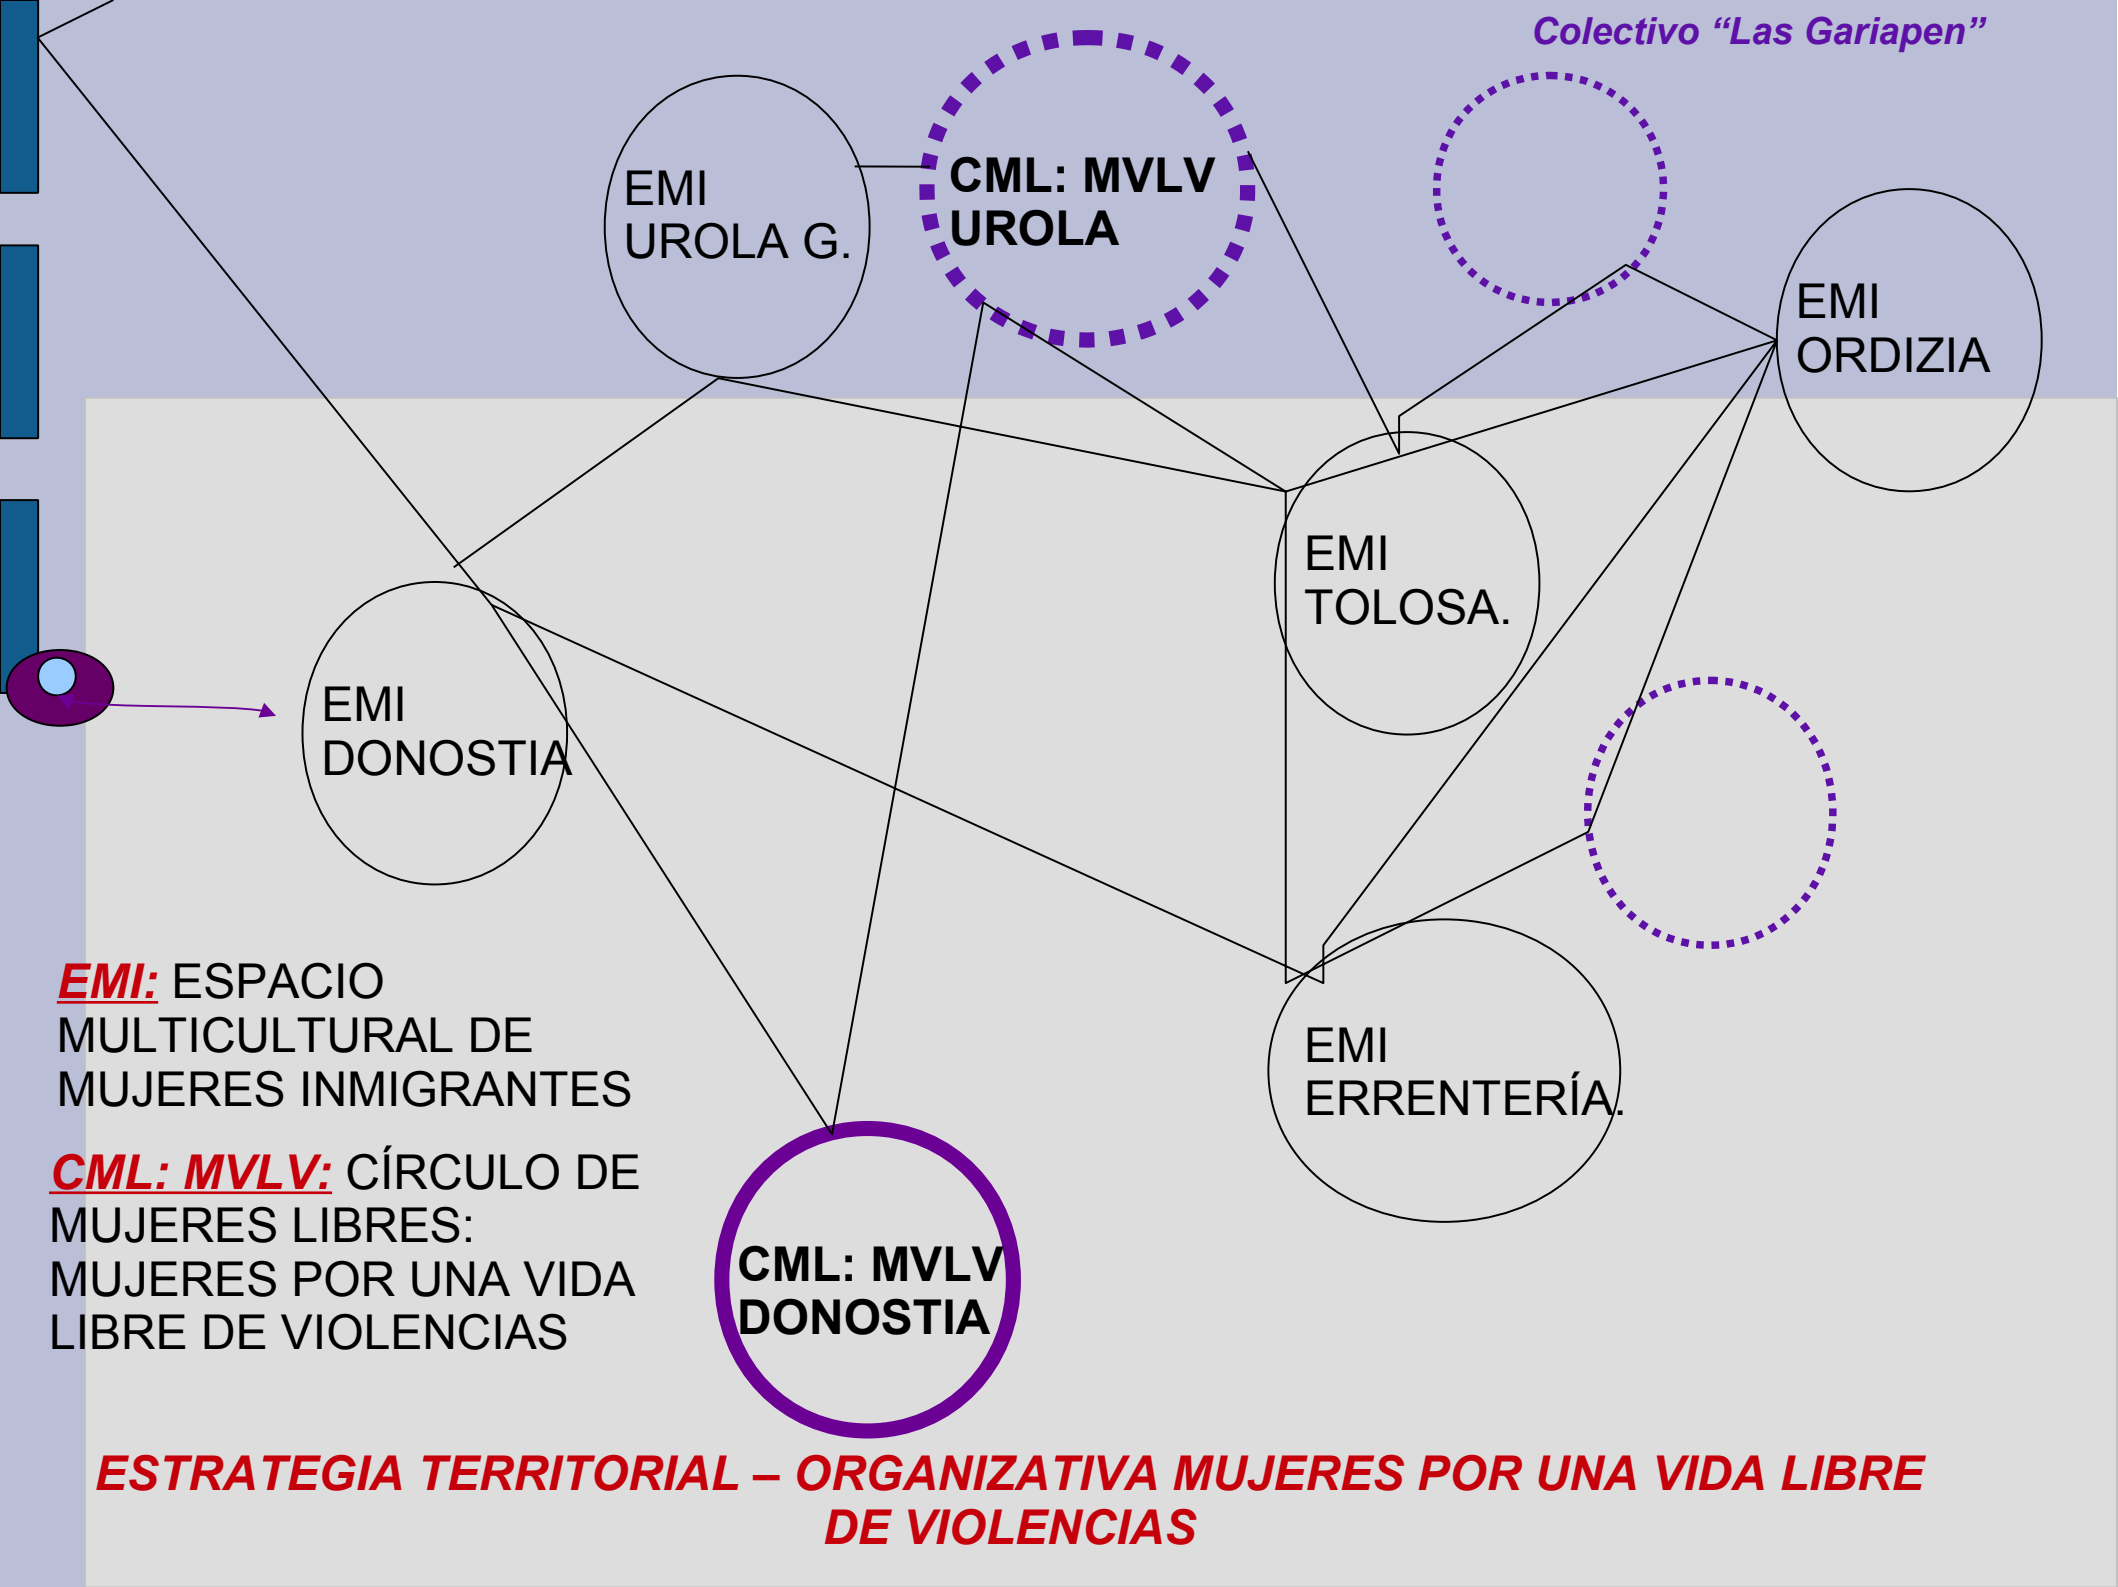 Colectivo “Las Gariapen”
EMI
UROLA G.
CML: MVLV
UROLA
EMI
ORDIZIA
EMI
TOLOSA.
EMI
DONOSTIA
EMI
ERRENTERÍA.
EMI: ESPACIO
MULTICULTURAL DE
MUJERES INMIGRANTES
CML: MVLV: CÍRCULO DE
MUJERES LIBRES:
MUJERES POR UNA VIDA
LIBRE DE VIOLENCIAS
CML: MVLV
DONOSTIA
ESTRATEGIA TERRITORIAL – ORGANIZATIVA MUJERES POR UNA VIDA LIBRE
DE VIOLENCIAS